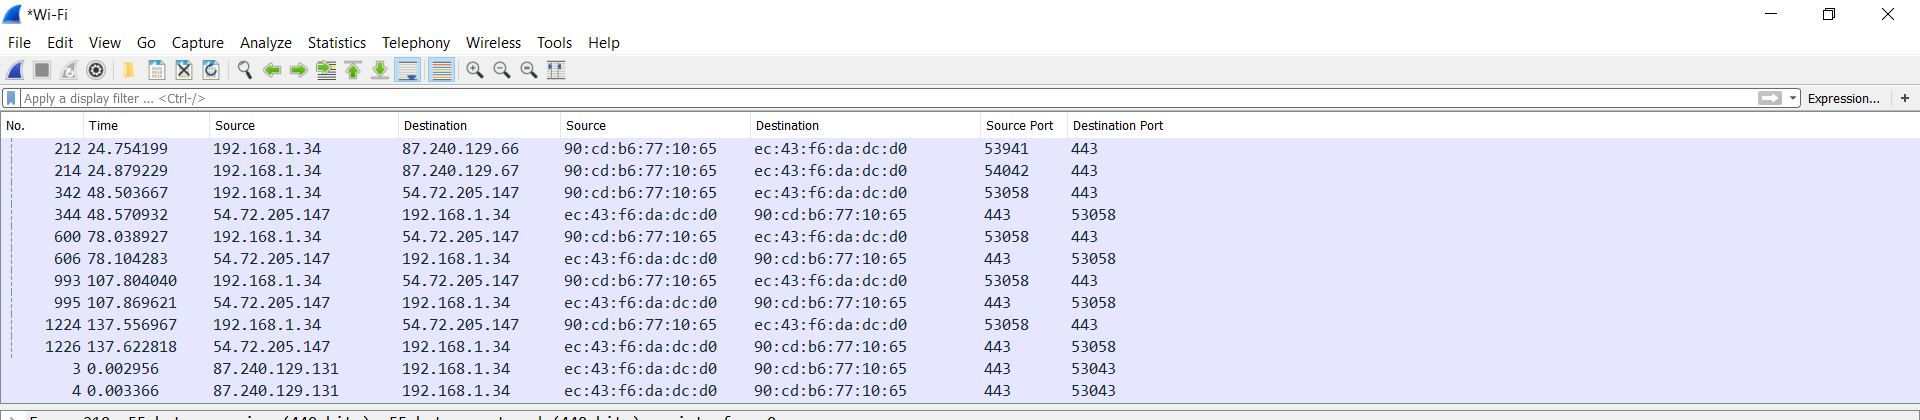 *Wi-Fi
File Edit View Go Capture Analyze Statistics Telephony Wireless Tools Help
Apply a display filter ... <Ctrl-/> Expression... +
No. Time Source Destination Source Destination Source Port Destination Port
212 24.754199 192.168.1.34 87.240.129.66 90:cd:b6:77:10:65 ec:43:f6:da:dc:d0 53941 443
214 24.879229 192.168.1.34 87.240.129.67 90:cd:b6:77:10:65 ec:43:f6:da:dc:d0 54042 443
342 48.503667 192.168.1.34 54.72.205.147 90:cd:b6:77:10:65 ec:43:f6:da:dc:d0 53058 443
344 48.570932 54.72.205.147 192.168.1.34 ec:43:f6:da:dc:d0 90:cd:b6:77:10:65 443 53058
600 78.038927 192.168.1.34 54.72.205.147 90:cd:b6:77:10:65 ec:43:f6:da:dc:d0 53058 443
606 78.104283 54.72.205.147 192.168.1.34 ec:43:f6:da:dc:d0 90:cd:b6:77:10:65 443 53058
993 107.804040 192.168.1.34 54.72.205.147 90:cd:b6:77:10:65 ec:43:f6:da:dc:d0 53058 443
995 107.869621 54.72.205.147 192.168.1.34 ec:43:f6:da:dc:d0 90:cd:b6:77:10:65 443 53058
1224 137.556967 192.168.1.34 54.72.205.147 90:cd:b6:77:10:65 ec:43:f6:da:dc:d0 53058 443
1226 137.622818 54.72.205.147 192.168.1.34 ec:43:f6:da:dc:d0 90:cd:b6:77:10:65 443 53058
3 0.002956 87.240.129.131 192.168.1.34 ec:43:f6:da:dc:d0 90:cd:b6:77:10:65 443 53043
4 0.003366 87.240.129.131 192.168.1.34 ec:43:f6:da:dc:d0 90:cd:b6:77:10:65 443 53043